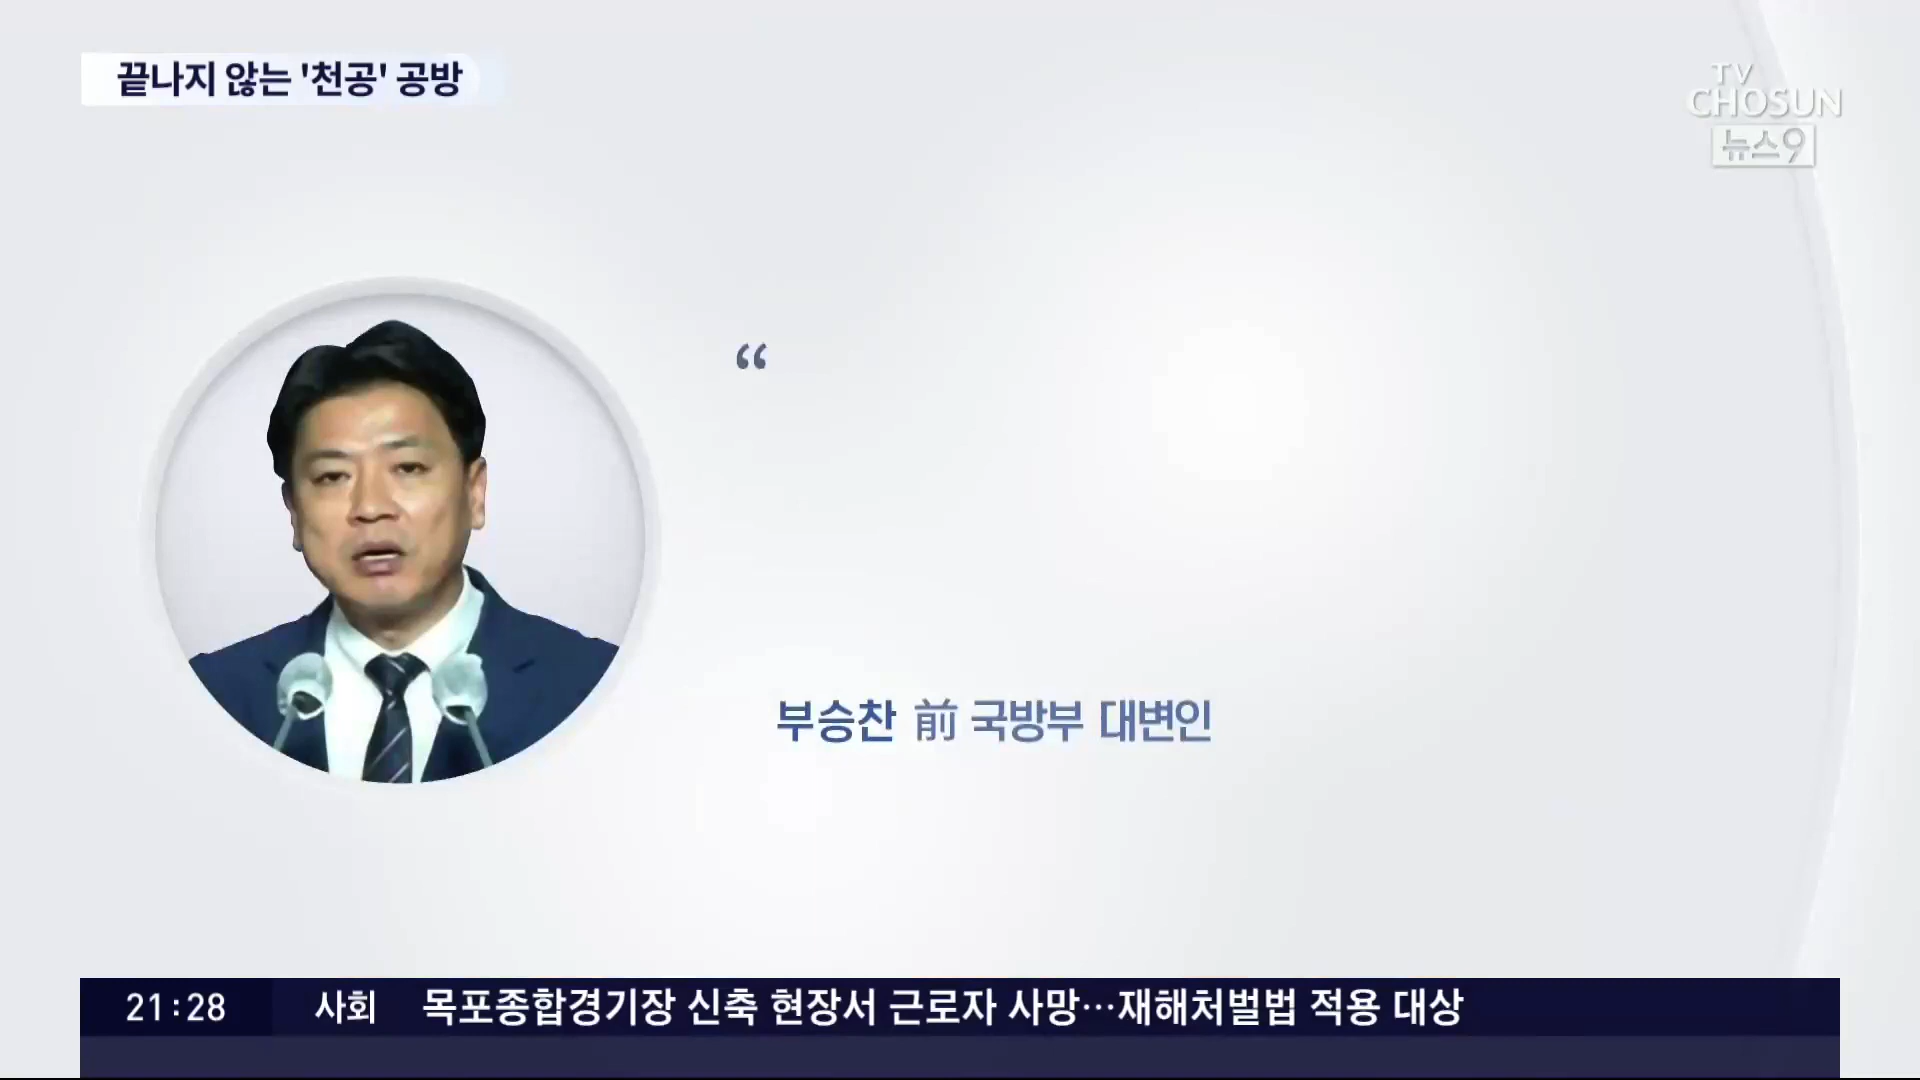 끝나지 않는 '천공' 공방
TV
CHOSUN
뉴스9
“
부승찬 前 국방부 대변인
21:28 사회 목포종합경기장 신축 현장서 근로자 사망…재해처벌법 적용 대상